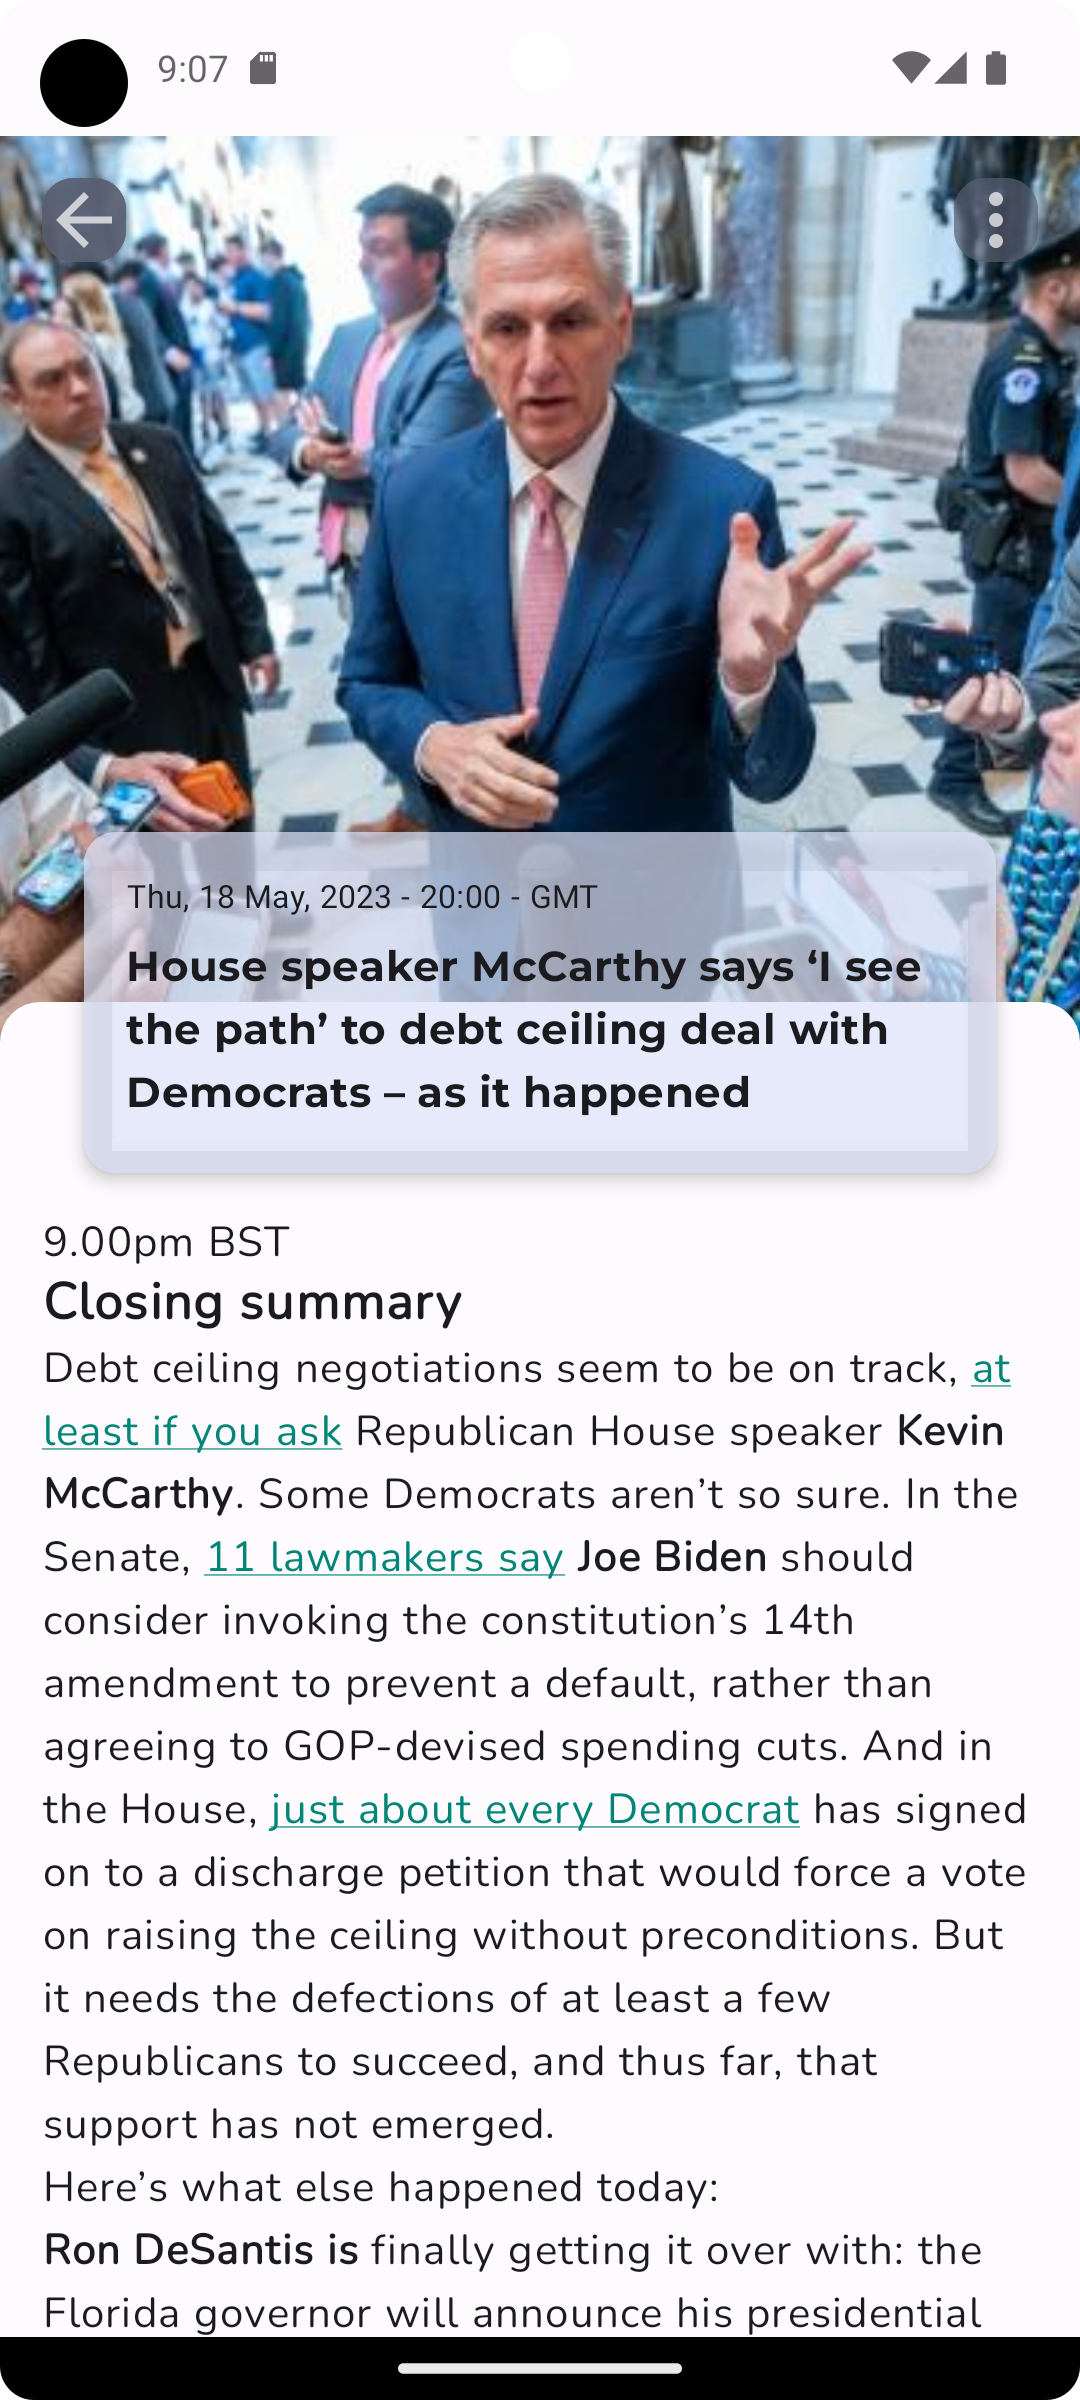 9:07
Thu, 18 May, 2023 - 20:00 - GMT
House speaker McCarthy says ‘I see
the path’ to debt ceiling deal with
Democrats – as it happened
9.00pm BST
Closing summary
Debt ceiling negotiations seem to be on track, at
least if you ask Republican House speaker Kevin
McCarthy. Some Democrats aren’t so sure. In the
Senate, 11 lawmakers say Joe Biden should
consider invoking the constitution’s 14th
amendment to prevent a default, rather than
agreeing to GOP-devised spending cuts. And in
the House, just about every Democrat has signed
on to a discharge petition that would force a vote
on raising the ceiling without preconditions. But
it needs the defections of at least a few
Republicans to succeed, and thus far, that
support has not emerged.
Here’s what else happened today:
Ron DeSantis is finally getting it over with: the
Florida governor will announce his presidential